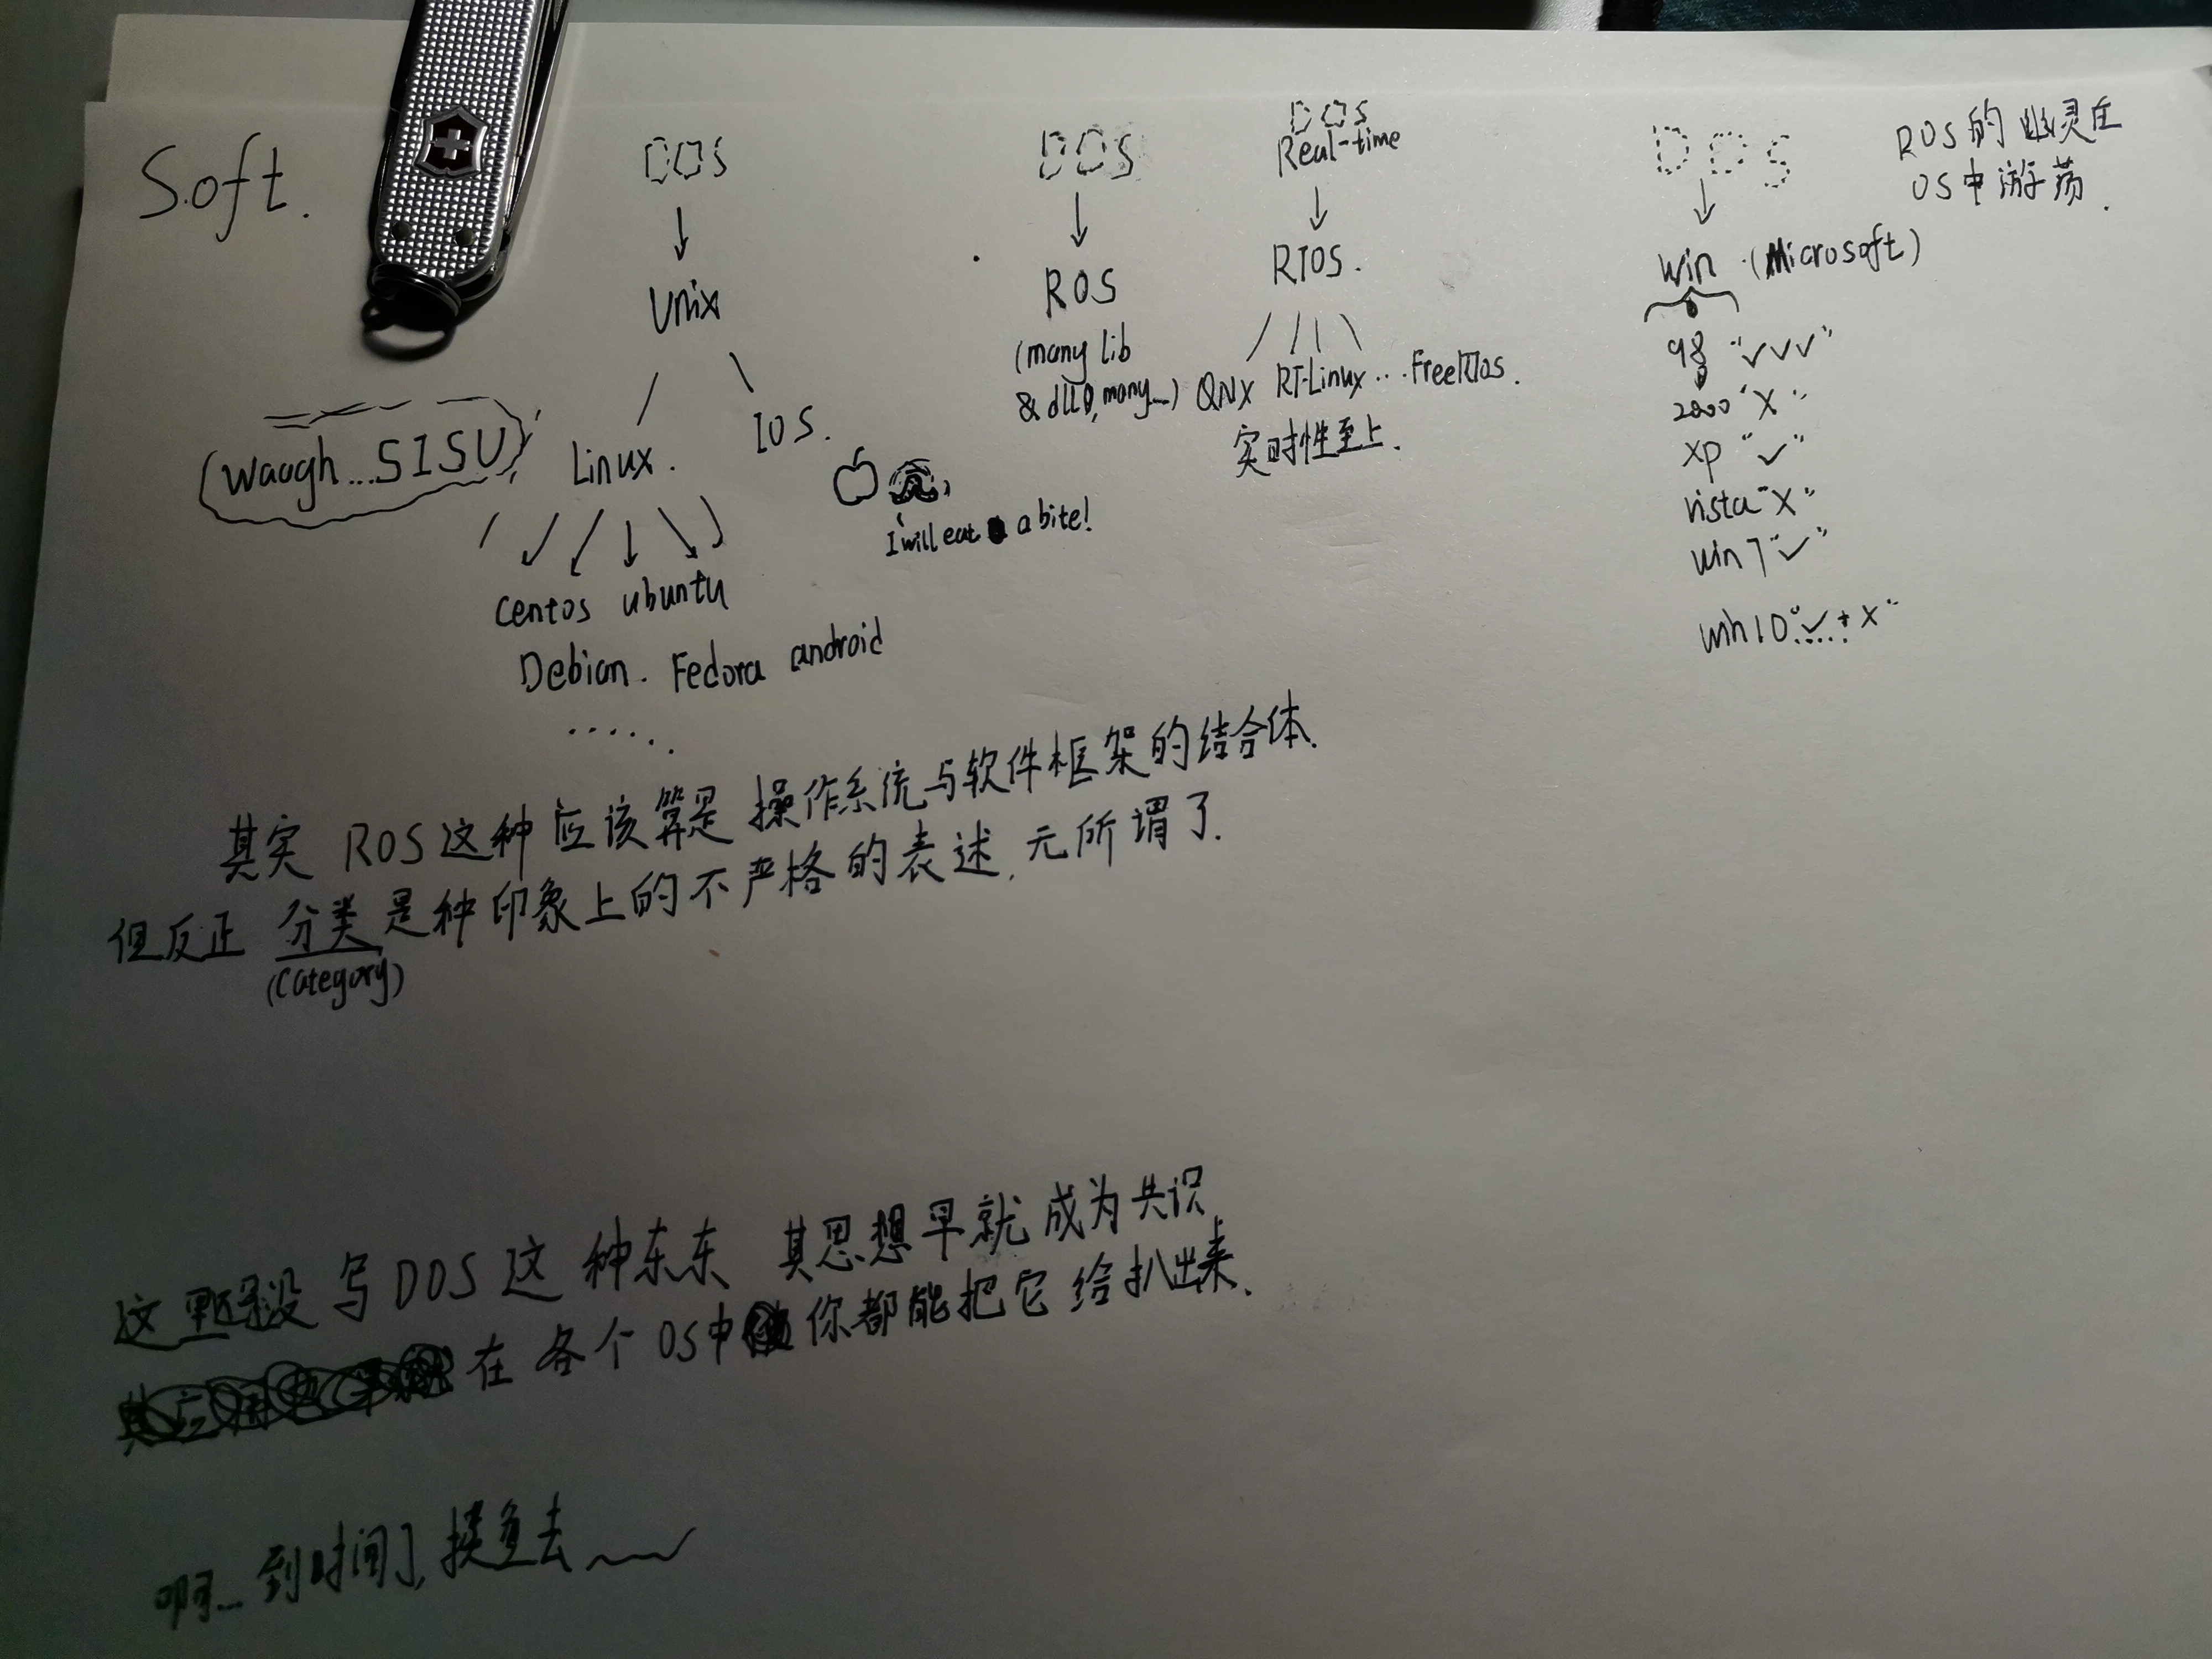 Soft.
DOS
DOS
DOS
Real-time
DOS
ROS的幽灵在
OS中游荡.
Unix
ROS
(many lib
& dll, many...)
RTOS.
Win (Microsoft)
98 "✓✓✓"
2000 "X"
XP "✓"
vista "X"
win7 "✓"
win10 "✓+X"
QNX RT-Linux ... FreeRTOS.
实时性至上.
(waagh...SISU)
Linux.
IOS.
I will eat a bite!
Centos ubuntu
Debian. Fedora android
......
其实 ROS这种应该算是 操作系统与软件框架的结合体.
但反正 分类是种印象上的不严格的表述, 无所谓了.
(Category)
这里没写DOS这种东东 其思想早就成为共识
在各个OS中你都能把它给扒出来.
啊... 到时间了, 摸鱼去~~